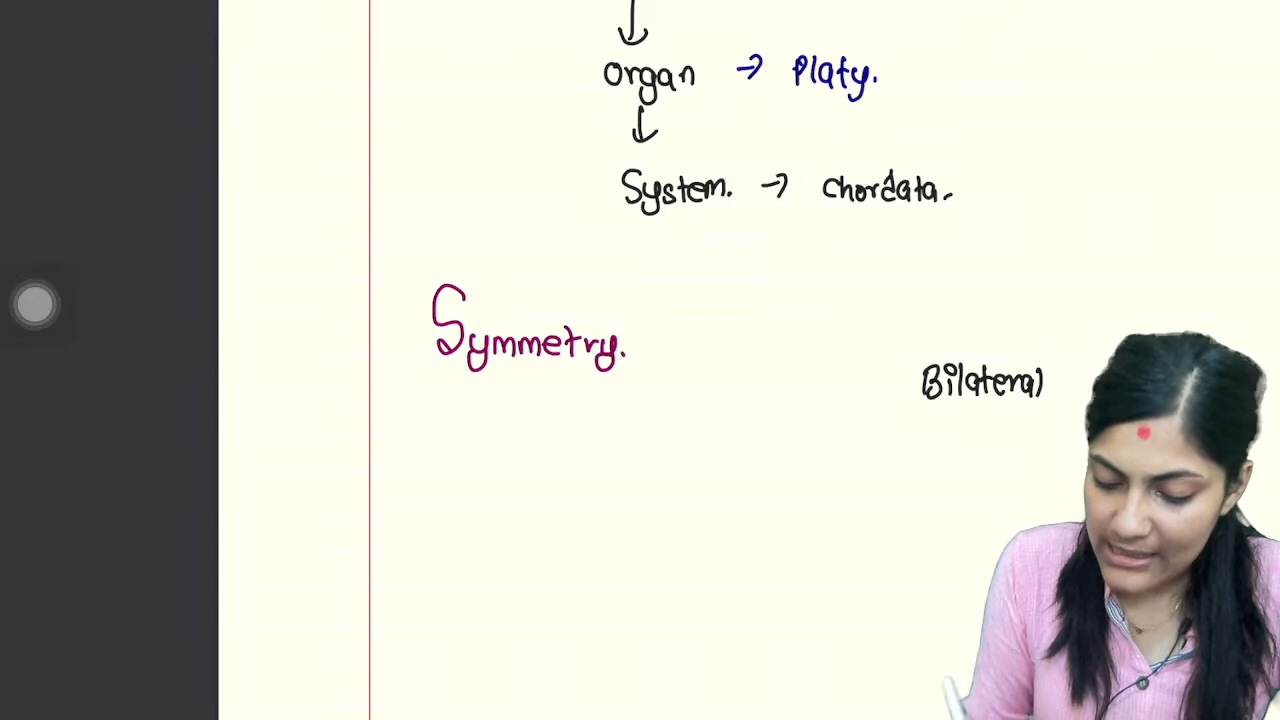 Organ → Platy.
↓
System. → Chordata.
Symmetry.
Bilateral